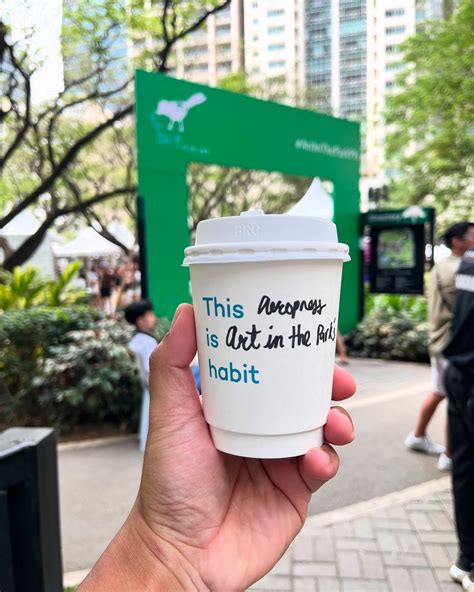 This Aeropress
is Art in the Park's
habit